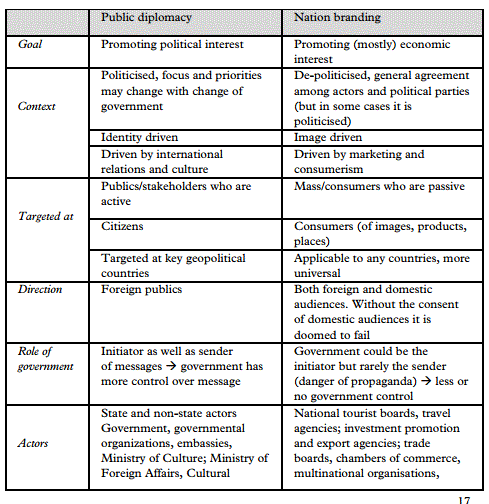 Public diplomacy Nation branding
Goal Promoting political interest Promoting (mostly) economic
interest
Context Politicised, focus and priorities De-politicised, general agreement
may change with change of among actors and political parties
government (but in some cases it is
politicised)
Identity driven Image driven
Driven by international Driven by marketing and
relations and culture consumerism
Targeted at Publics/stakeholders who are Mass/consumers who are passive
active
Citizens Consumers (of images, products,
places)
Targeted at key geopolitical Applicable to any countries, more
countries universal
Direction Foreign publics Both foreign and domestic
audiences. Without the consent
of domestic audiences it is
doomed to fail
Role of Initiator as well as sender Government could be the
government of messages → government has initiator but rarely the sender
more control over message (danger of propaganda) → less or
no government control
Actors State and non-state actors National tourist boards, travel
Government, governmental agencies; investment promotion
organizations, embassies, and export agencies; trade
Ministry of Culture; Ministry of boards, chambers of commerce,
Foreign Affairs, Cultural multinational organisations,
17